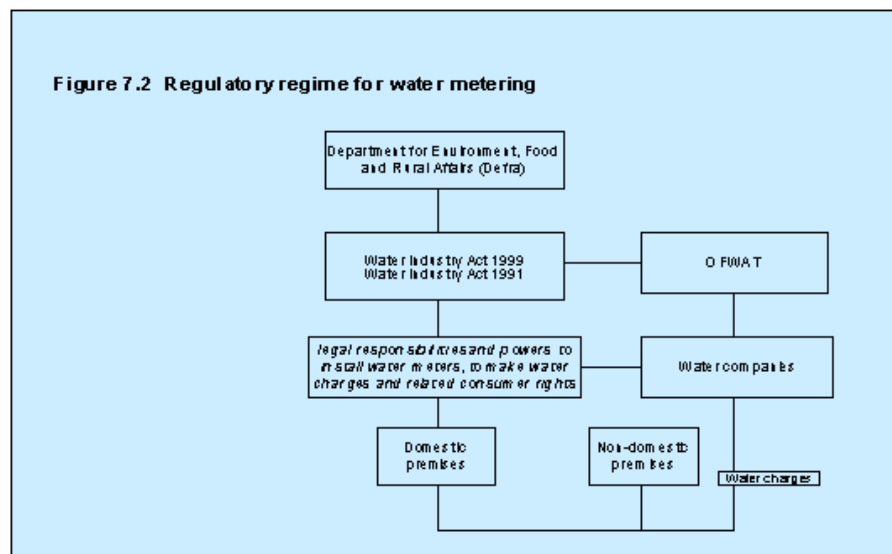 Figure 7.2 Regulatory regime for water metering
Department for Environment, Food
and Rural Affairs (Defra)
Water Industry Act 1999
Water Industry Act 1991
OFWAT
legal responsibilities and powers to
install water meters, to make water
charges and related consumer rights
Water companies
Domestic
premises
Non-domestic
premises
Water charges